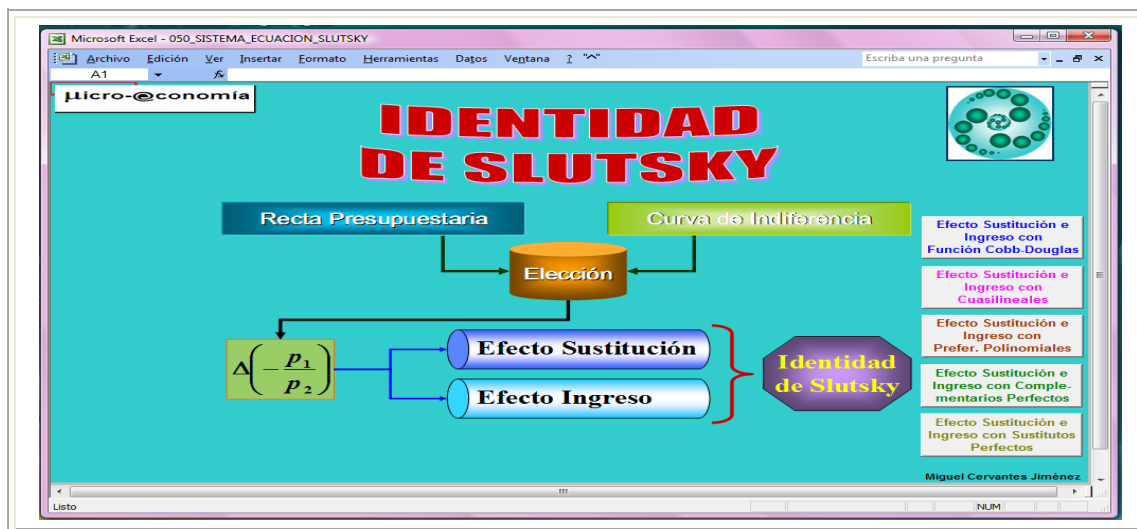 Microsoft Excel - 050_SISTEMA_ECUACION_SLUTSKY
Archivo Edición Ver Insertar Formato Herramientas Datos Ventana ? "^"
Escriba una pregunta
A1 fx
μicro-@conomía
IDENTIDAD
DE SLUTSKY
Recta Presupuestaria
Curva de Indiferencia
Elección
Δ(-p₁/p₂)
Efecto Sustitución
Efecto Ingreso
Identidad
de Slutsky
Efecto Sustitución e
Ingreso con
Función Cobb-Douglas
Efecto Sustitución e
Ingreso con
Cuasilineales
Efecto Sustitución e
Ingreso con
Prefer. Polinomiales
Efecto Sustitución e
Ingreso con Comple-
mentarios Perfectos
Efecto Sustitución e
Ingreso con Sustitutos
Perfectos
Miguel Cervantes Jiménez
Listo
NUM